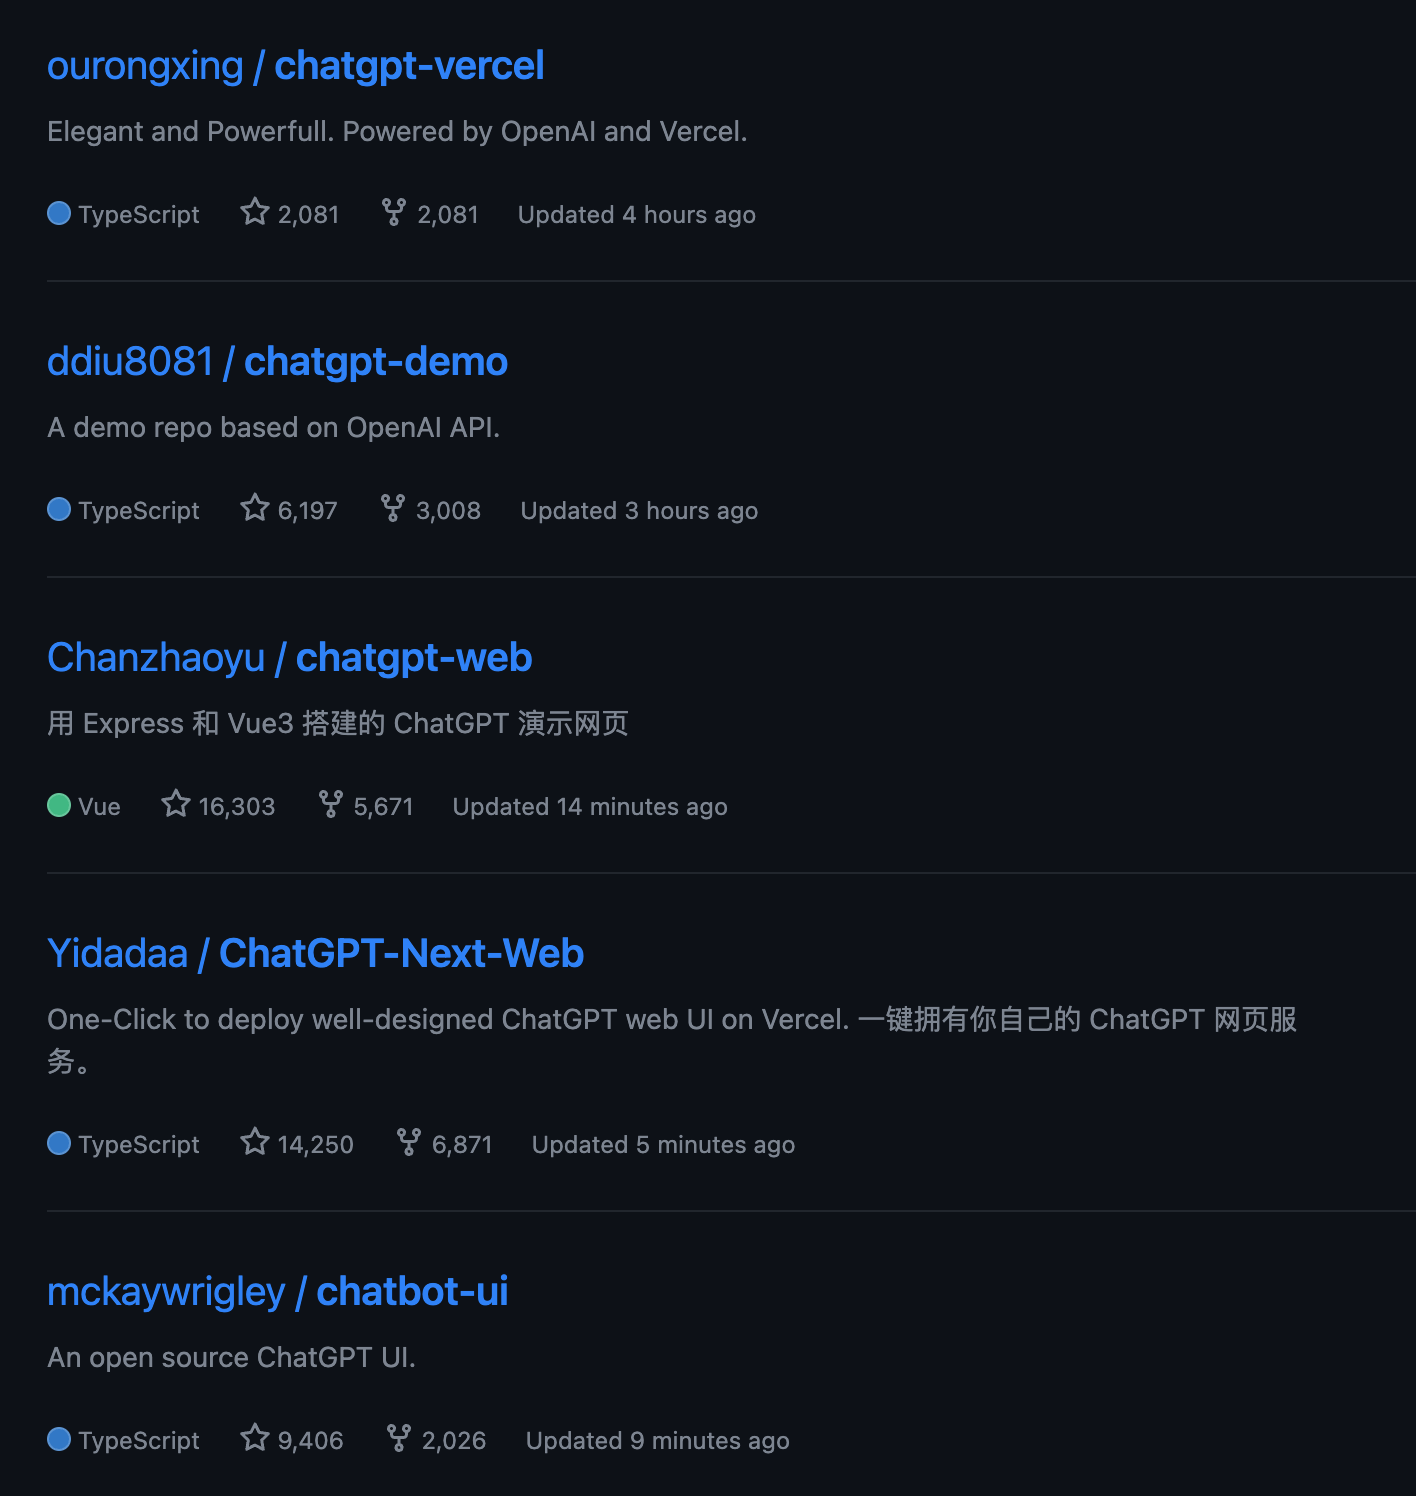 ourongxing / chatgpt-vercel
Elegant and Powerfull. Powered by OpenAI and Vercel.
TypeScript 2,081 2,081 Updated 4 hours ago
ddiu8081 / chatgpt-demo
A demo repo based on OpenAI API.
TypeScript 6,197 3,008 Updated 3 hours ago
Chanzhaoyu / chatgpt-web
用 Express 和 Vue3 搭建的 ChatGPT 演示网页
Vue 16,303 5,671 Updated 14 minutes ago
Yidadaa / ChatGPT-Next-Web
One-Click to deploy well-designed ChatGPT web UI on Vercel. 一键拥有你自己的 ChatGPT 网页服
务。
TypeScript 14,250 6,871 Updated 5 minutes ago
mckaywrigley / chatbot-ui
An open source ChatGPT UI.
TypeScript 9,406 2,026 Updated 9 minutes ago